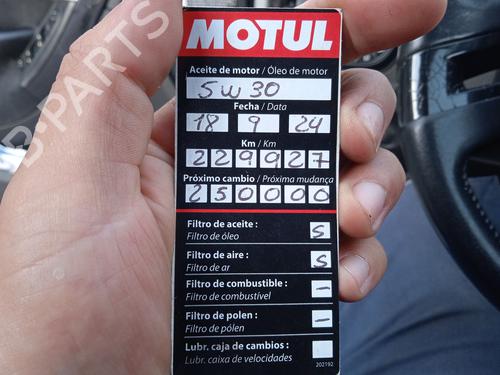 MOTUL
Aceite de motor / Óleo de motor
5W30
Fecha / Data
18 9 24
Km / Km
229927
Próximo cambio / Próxima mudança
250000
Filtro de aceite : S
Filtro de óleo
Filtro de aire : S
Filtro de ar
Filtro de combustible : –
Filtro de combustível
Filtro de polen : –
Filtro de pólen
Lubr. caja de cambios :
Lubr. caixa de velocidades
202192
B-PARTS